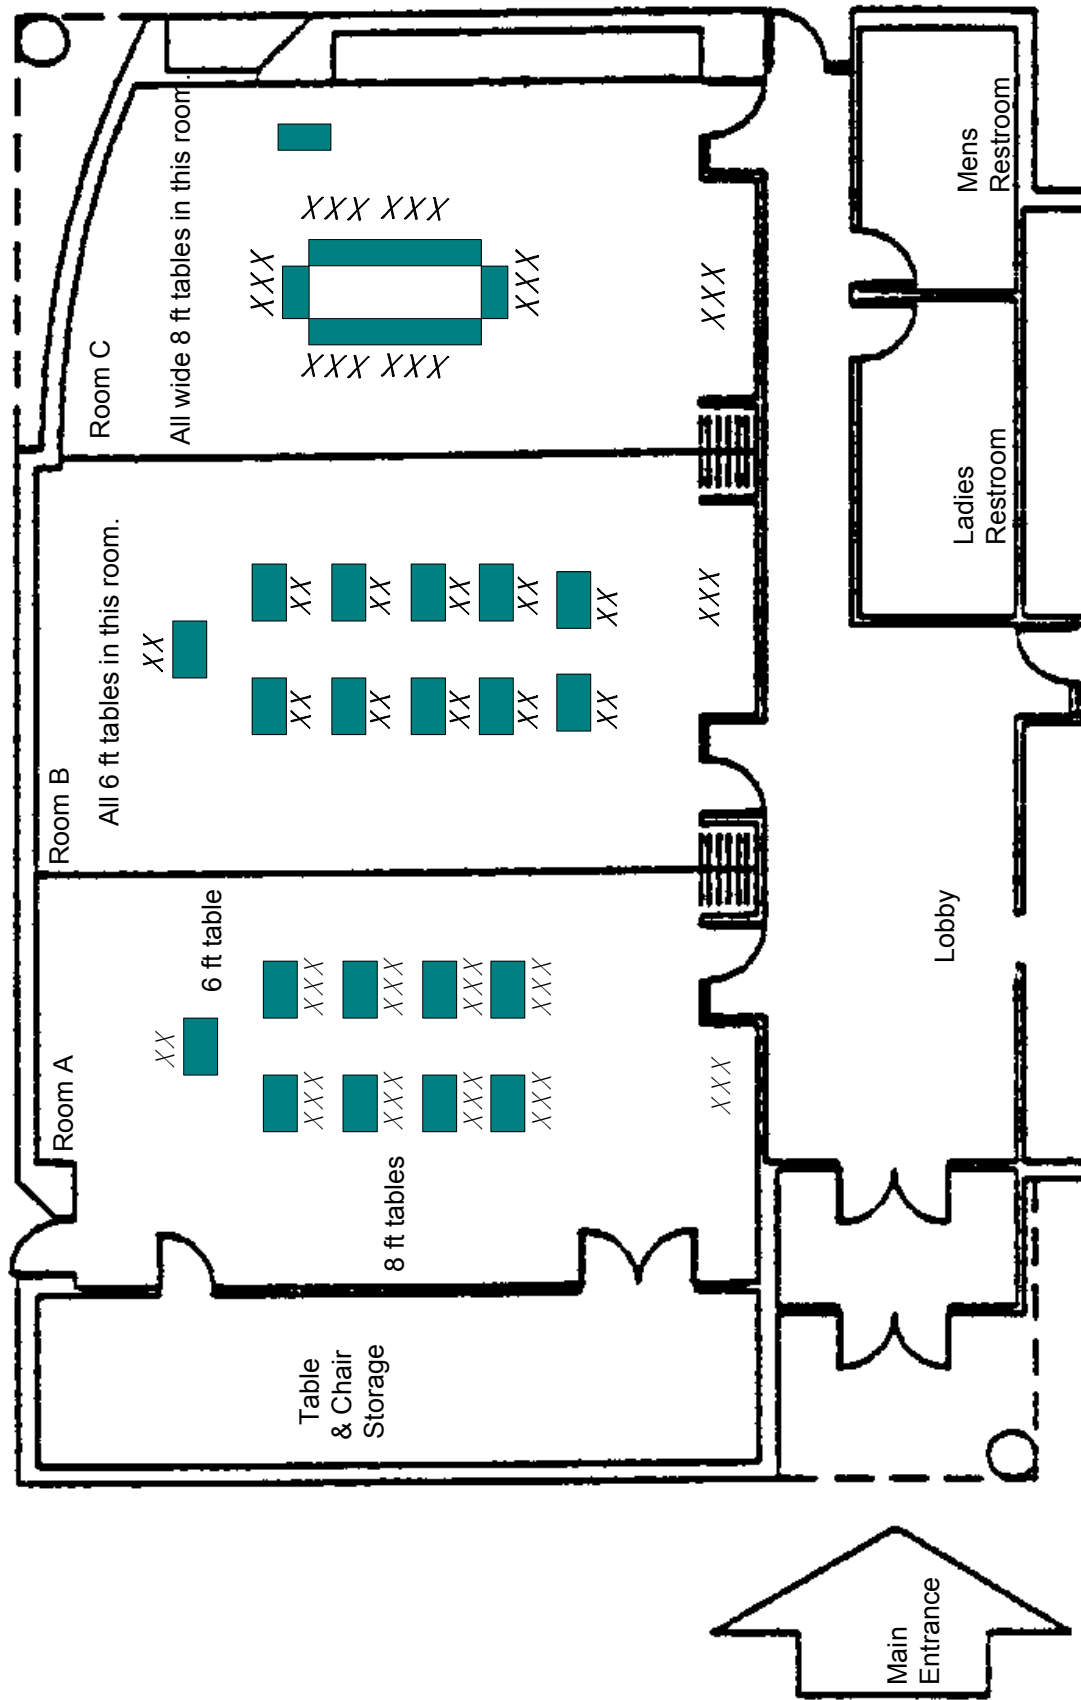 Room A
Room B
Room C
All 6 ft tables in this room.
All wide 8 ft tables in this room.
XX
6 ft table
XX
8 ft tables
XXX XXX
XXX XXX
XXX XXX
XXX XXX
XXX
XX XX
XX XX
XX XX
XX XX
XX XX
XXX
XXX
XXX XXX
XXX XXX
XXX
XXX
Table
& Chair
Storage
Lobby
Ladies
Restroom
Mens
Restroom
Main
Entrance